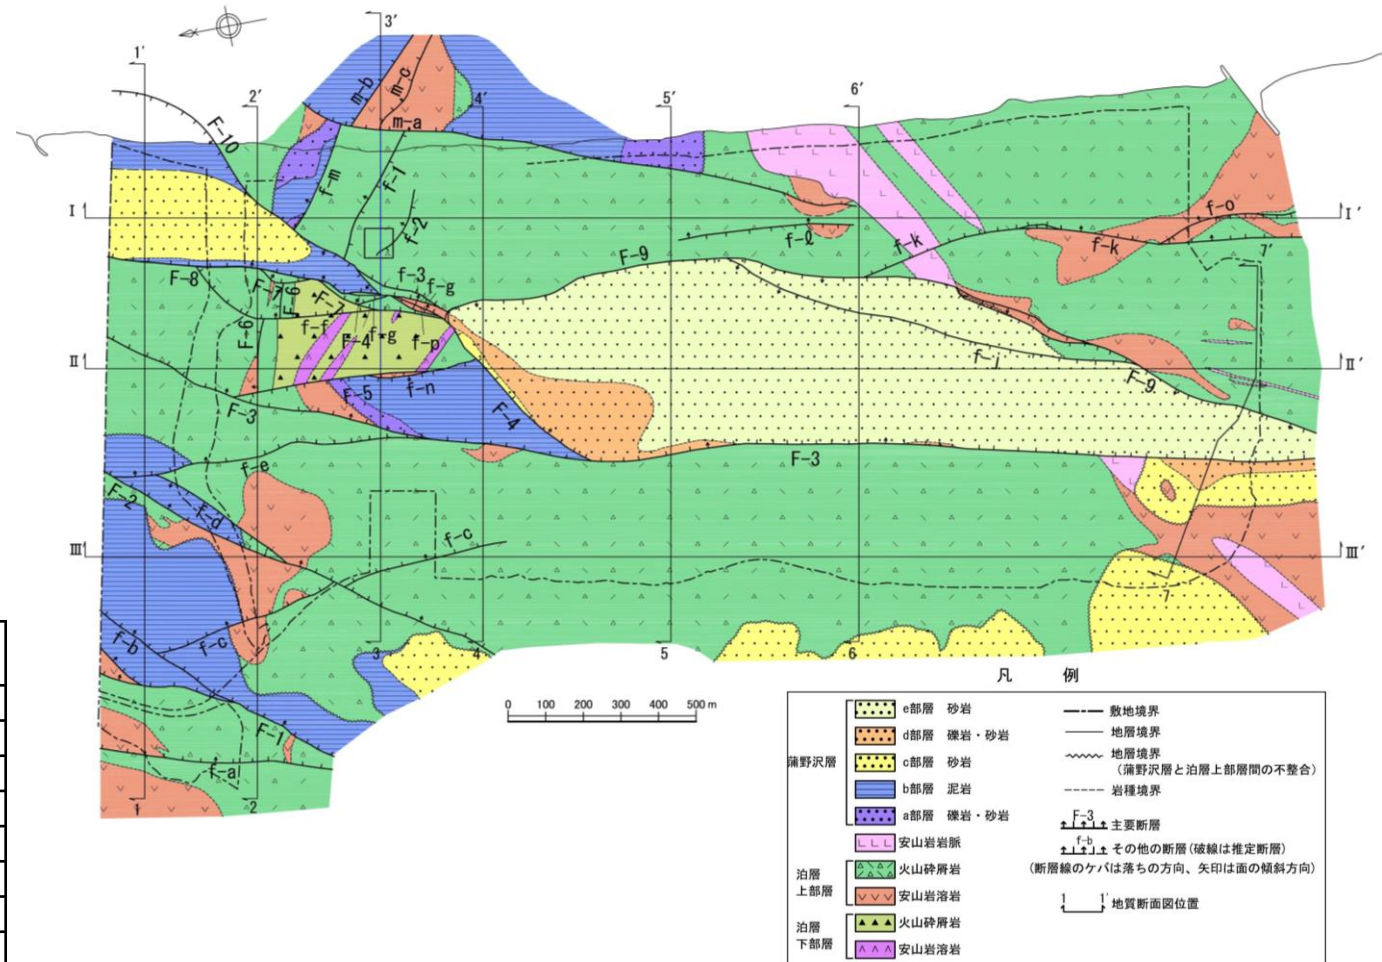 3'
1'
2'
4'
5'
6'
m-b
m-c
m-a
F-10
f-m
f-1
f-2
I
I'
f-o
f-k
f-k
7'
f-ℓ
F-9
F-8
F-7
F-6
f-3
f-g
F-6
f-f
F-4
f-g
f-p
f-j
II
II'
F-9
F-5
f-n
F-3
F-4
F-3
f-e
F-2
f-d
f-c
III
III'
7
f-b
f-c
3
4
5
6
F-1
f-a
1
2
0 100 200 300 400 500 m
凡 例
蒲野沢層
e部層 砂岩
d部層 礫岩・砂岩
c部層 砂岩
b部層 泥岩
a部層 礫岩・砂岩
安山岩岩脈
泊層
上部層
火山砕屑岩
安山岩溶岩
泊層
下部層
火山砕屑岩
安山岩溶岩
敷地境界
地層境界
地層境界
(蒲野沢層と泊層上部層間の不整合)
岩種境界
F-3
主要断層
f-b
その他の断層(破線は推定断層)
(断層線のケバは落ちの方向、矢印は面の傾斜方向)
1 1'
地質断面図位置